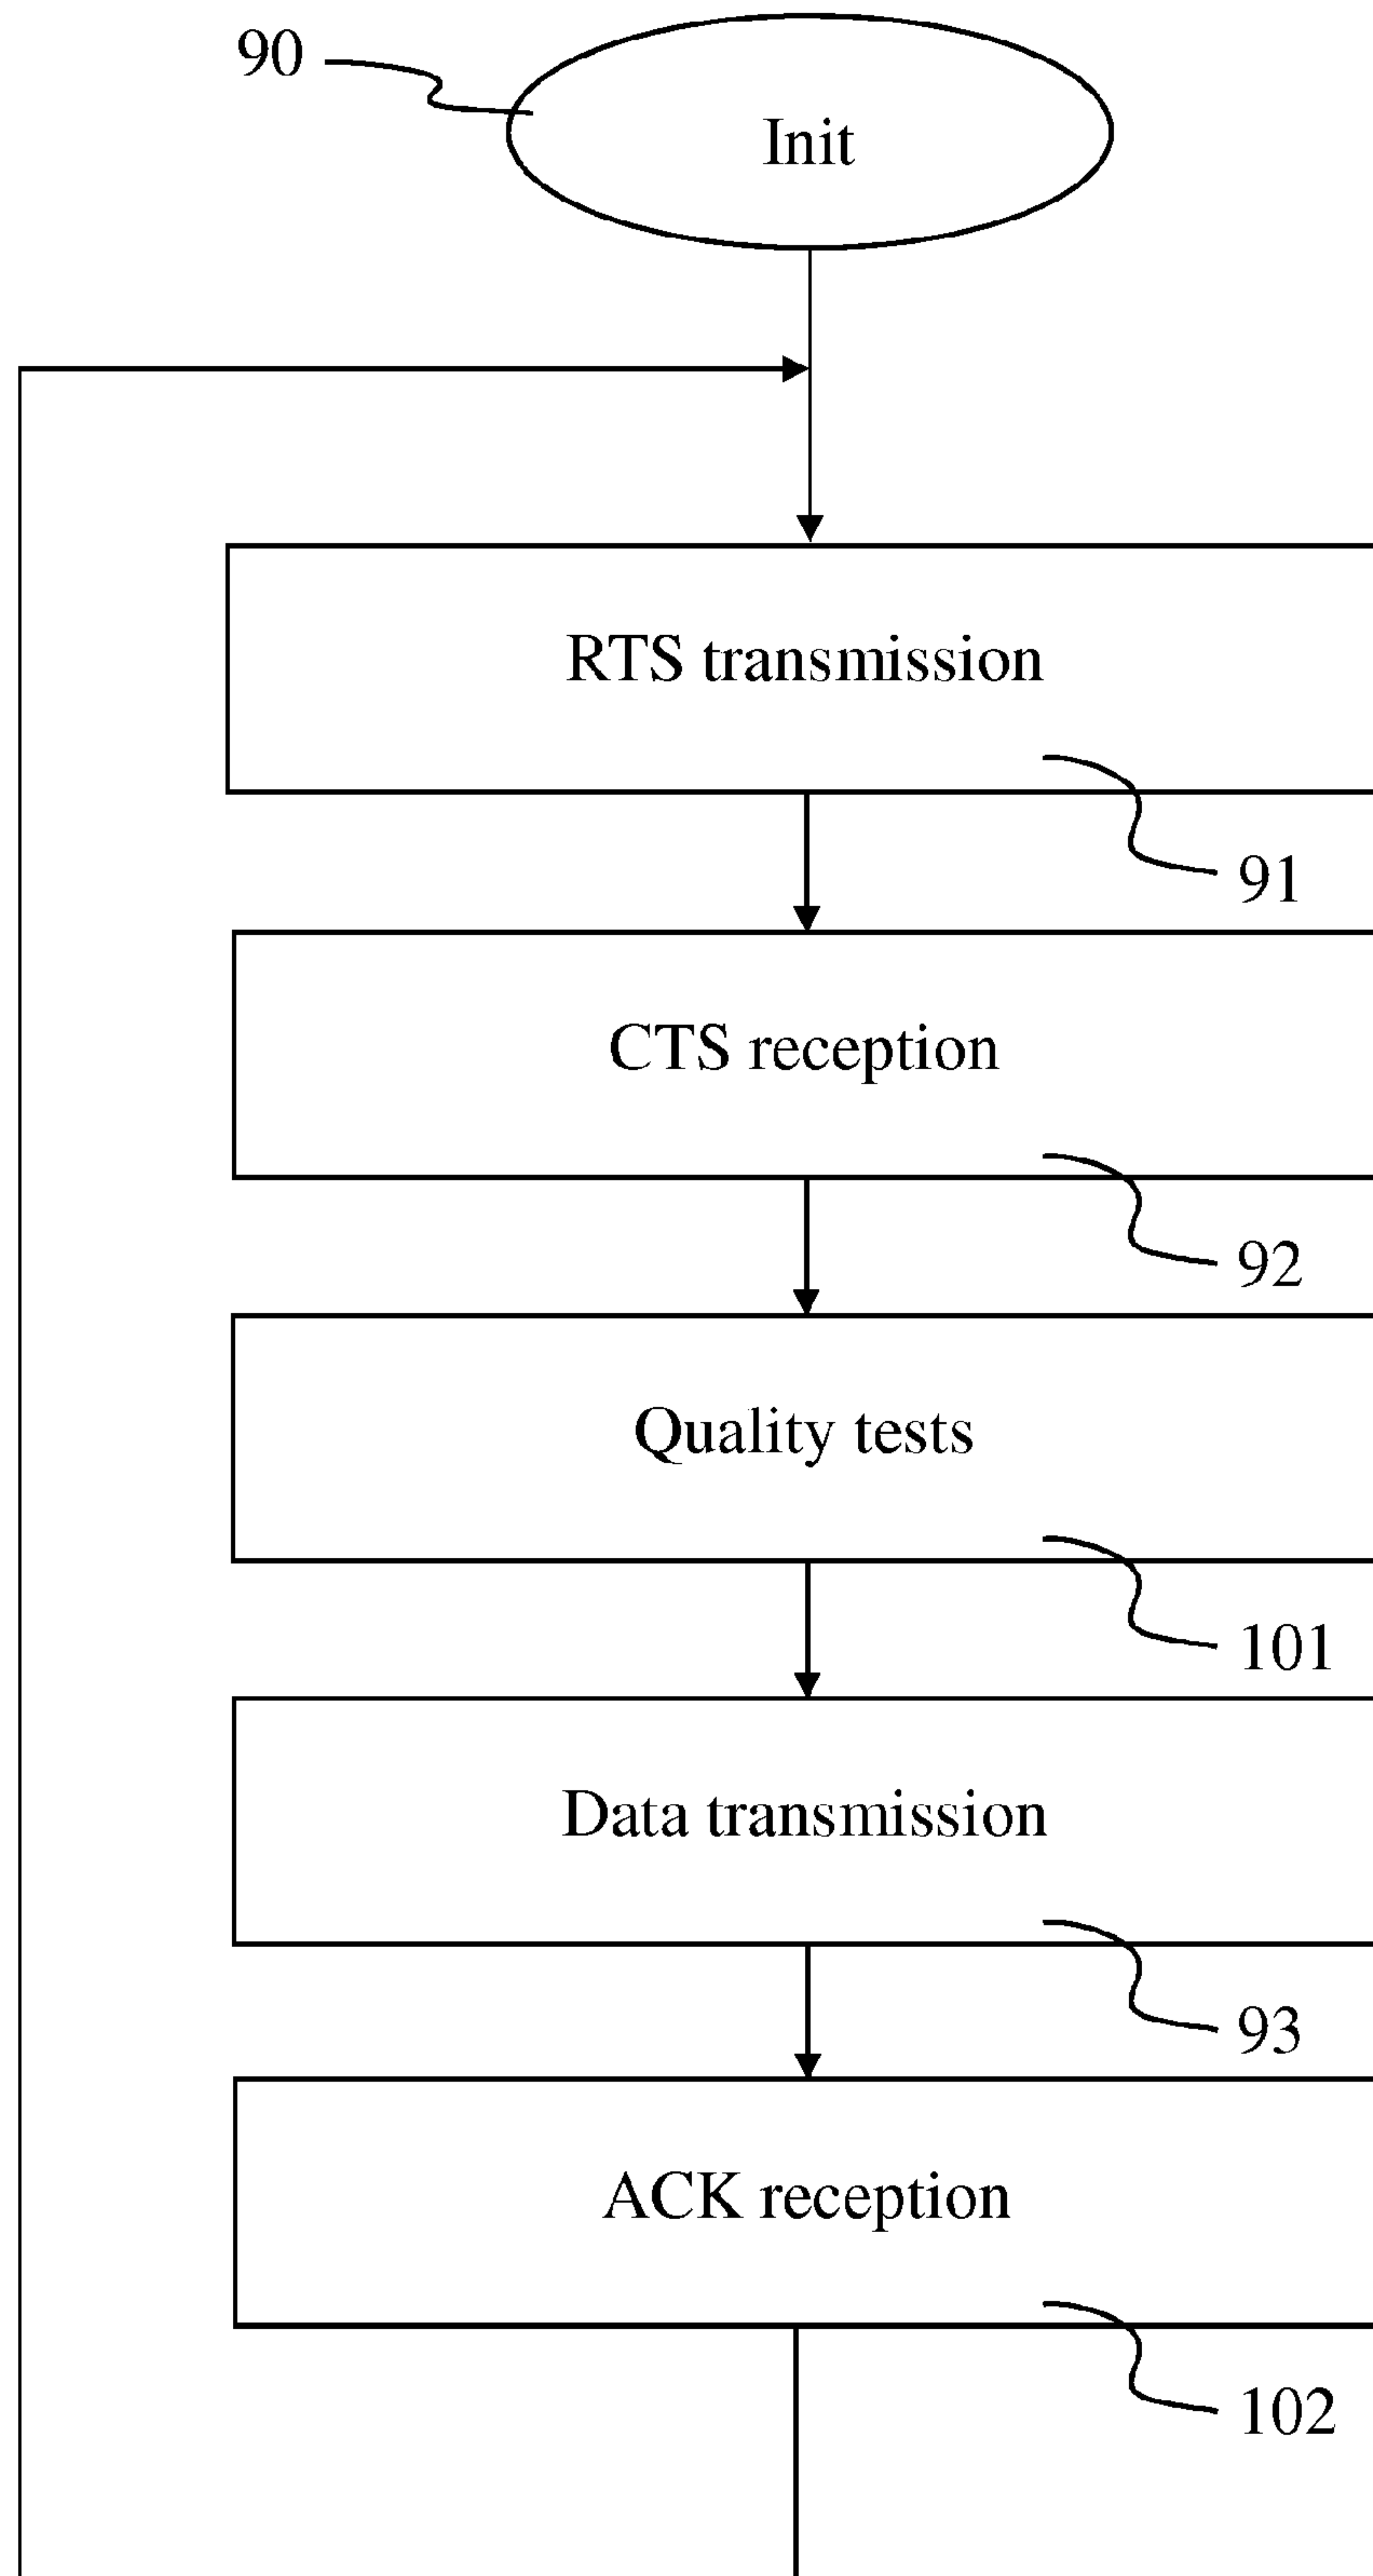 90
Init
RTS transmission
91
CTS reception
92
Quality tests
101
Data transmission
93
ACK reception
102